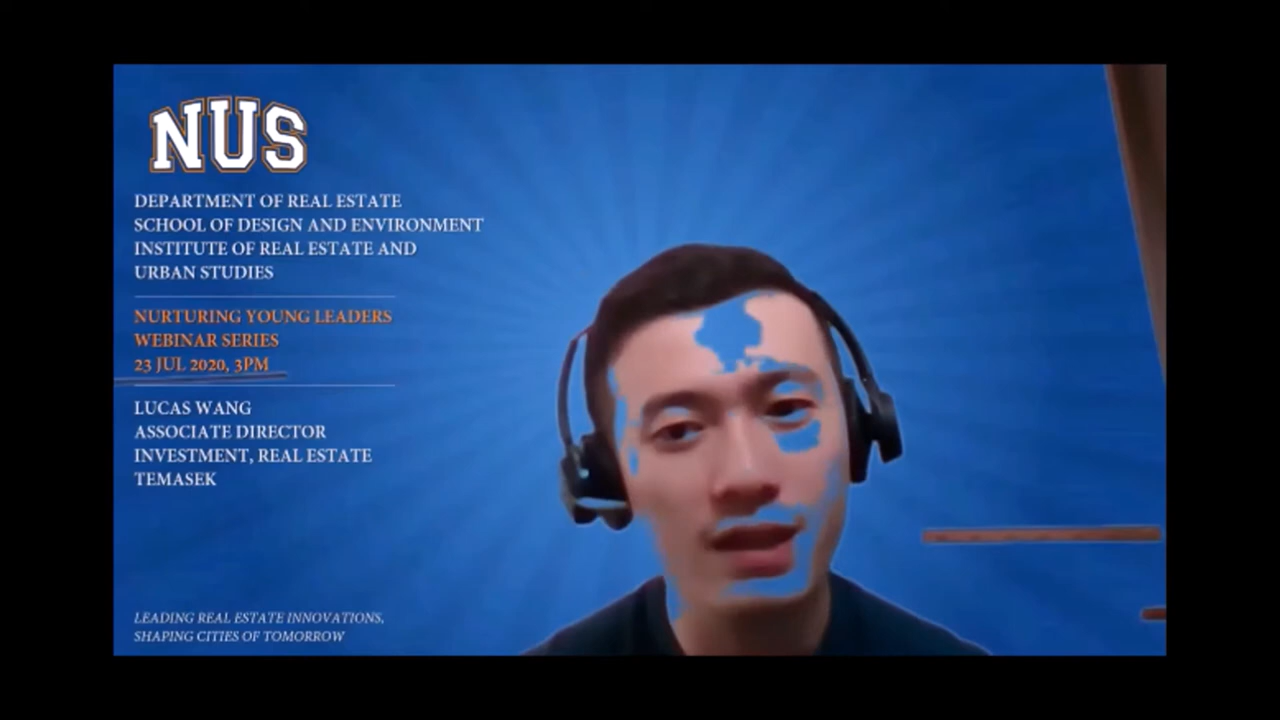 NUS
DEPARTMENT OF REAL ESTATE
SCHOOL OF DESIGN AND ENVIRONMENT
INSTITUTE OF REAL ESTATE AND
URBAN STUDIES
NURTURING YOUNG LEADERS
WEBINAR SERIES
23 JUL 2020, 3PM
LUCAS WANG
ASSOCIATE DIRECTOR
INVESTMENT, REAL ESTATE
TEMASEK
LEADING REAL ESTATE INNOVATIONS,
SHAPING CITIES OF TOMORROW